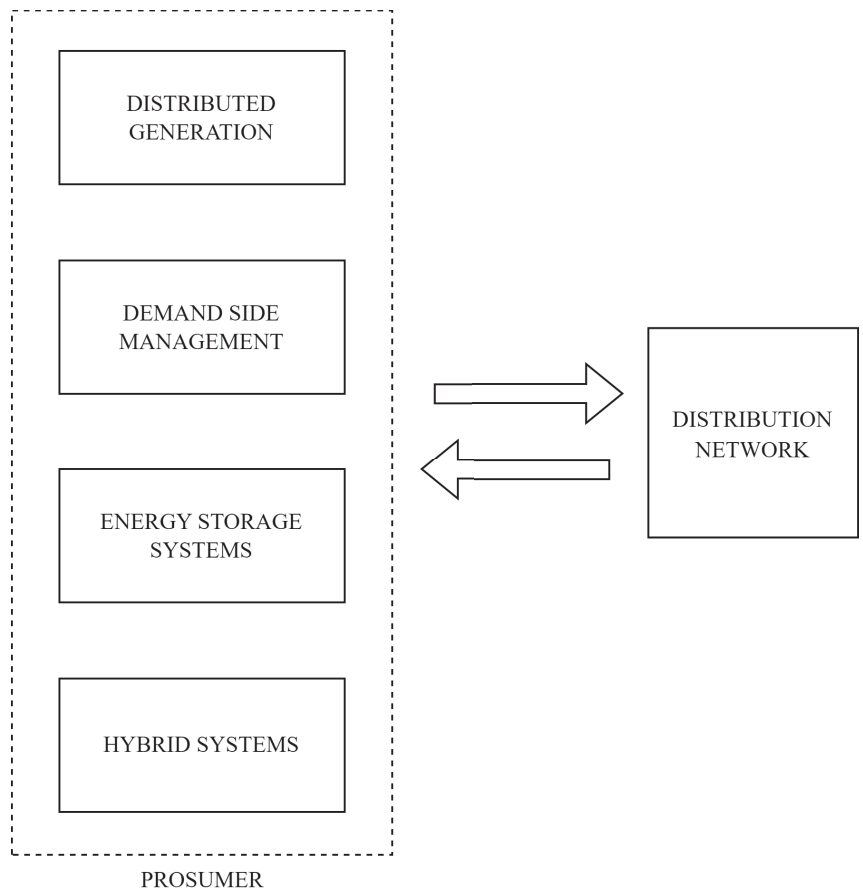 DISTRIBUTED
GENERATION
DEMAND SIDE
MANAGEMENT
ENERGY STORAGE
SYSTEMS
HYBRID SYSTEMS
PROSUMER
DISTRIBUTION
NETWORK